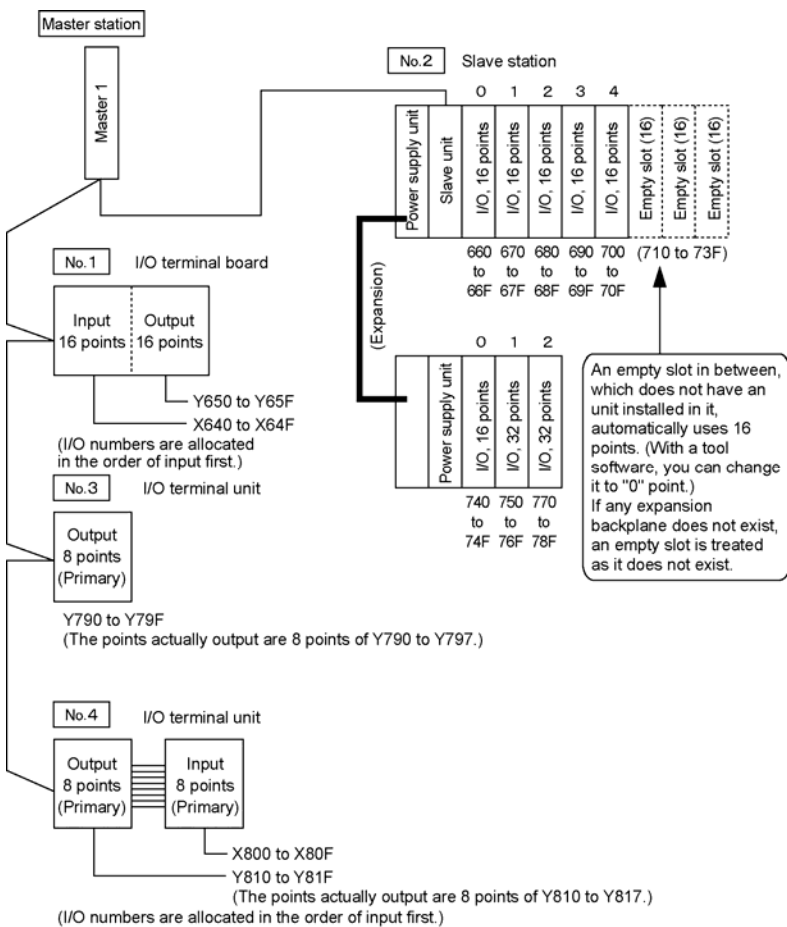 Master station
Master 1
No.2 Slave station
0 1 2 3 4
Power supply unit
Slave unit
I/O, 16 points
I/O, 16 points
I/O, 16 points
I/O, 16 points
I/O, 16 points
Empty slot (16)
Empty slot (16)
Empty slot (16)
660 670 680 690 700 (710 to 73F)
to to to to to
66F 67F 68F 69F 70F
(Expansion)
0 1 2
Power supply unit
I/O, 16 points
I/O, 32 points
I/O, 32 points
740 750 770
to to to
74F 76F 78F
An empty slot in between,
which does not have an
unit installed in it,
automatically uses 16
points. (With a tool
software, you can change
it to "0" point.)
If any expansion
backplane does not exist,
an empty slot is treated
as it does not exist.
No.1 I/O terminal board
Input Output
16 points 16 points
Y650 to Y65F
X640 to X64F
(I/O numbers are allocated
in the order of input first.)
No.3 I/O terminal unit
Output
8 points
(Primary)
Y790 to Y79F
(The points actually output are 8 points of Y790 to Y797.)
No.4 I/O terminal unit
Output Input
8 points 8 points
(Primary) (Primary)
X800 to X80F
Y810 to Y81F
(The points actually output are 8 points of Y810 to Y817.)
(I/O numbers are allocated in the order of input first.)